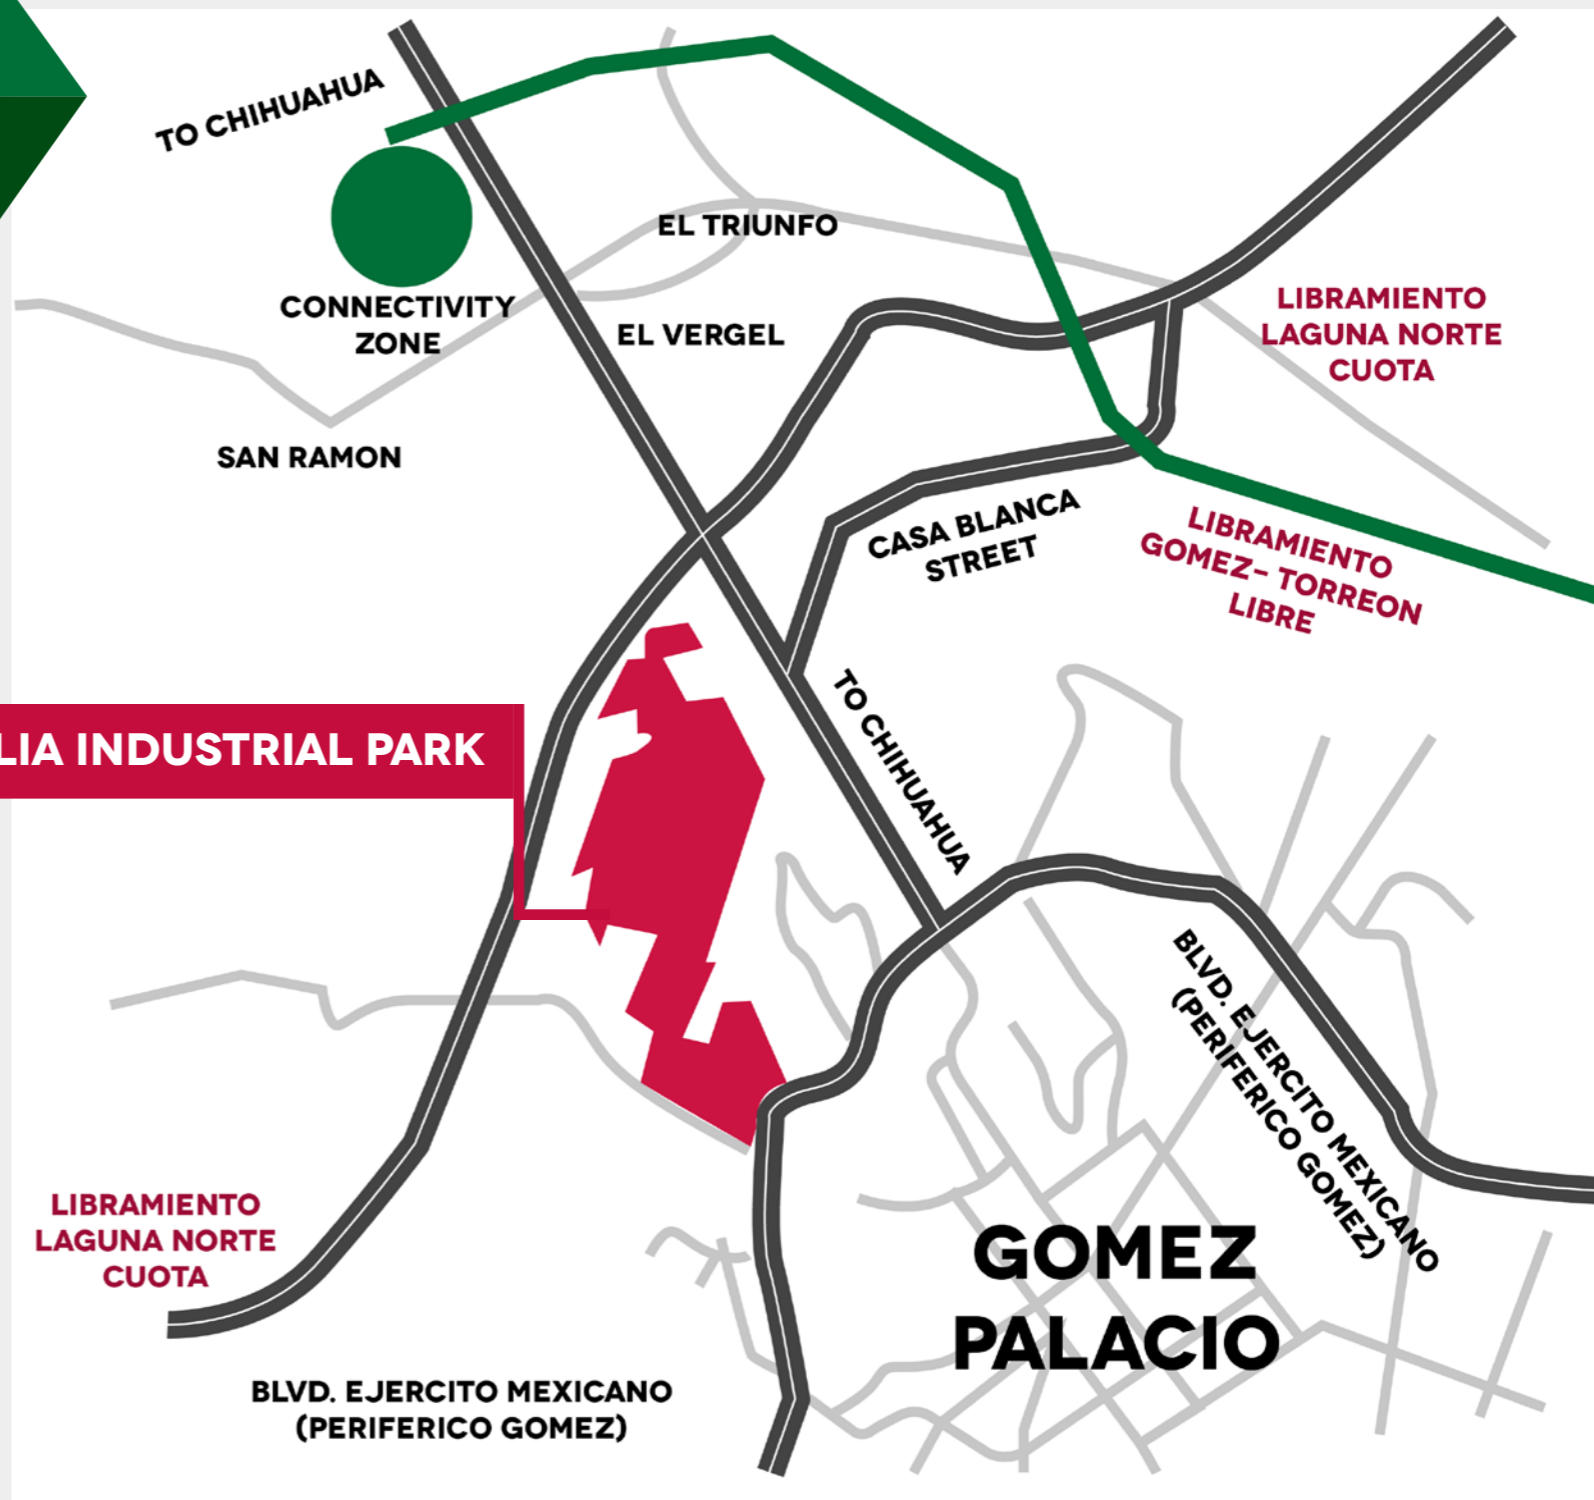 TO CHIHUAHUA
EL TRIUNFO
CONNECTIVITY
ZONE
EL VERGEL
LIBRAMIENTO
LAGUNA NORTE
CUOTA
SAN RAMON
CASA BLANCA
STREET
LIBRAMIENTO
GOMEZ- TORREON
LIBRE
LIA INDUSTRIAL PARK
TO CHIHUAHUA
BLVD. EJERCITO MEXICANO
(PERIFERICO GOMEZ)
LIBRAMIENTO
LAGUNA NORTE
CUOTA
GOMEZ
PALACIO
BLVD. EJERCITO MEXICANO
(PERIFERICO GOMEZ)